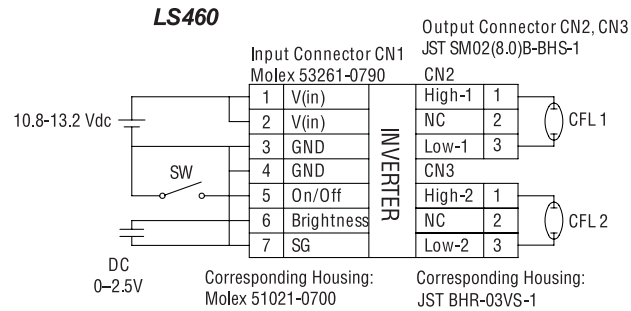 LS460
Output Connector CN2, CN3
JST SM02(8.0)B-BHS-1
Input Connector CN1
Molex 53261-0790
CN2
1 V(in) High-1 1
10.8-13.2 Vdc 2 V(in) NC 2 CFL 1
3 GND Low-1 3
4 GND CN3
SW
5 On/Off High-2 1
6 Brightness NC 2 CFL 2
7 SG Low-2 3
INVERTER
DC
0–2.5V
Corresponding Housing:
Molex 51021-0700
Corresponding Housing:
JST BHR-03VS-1